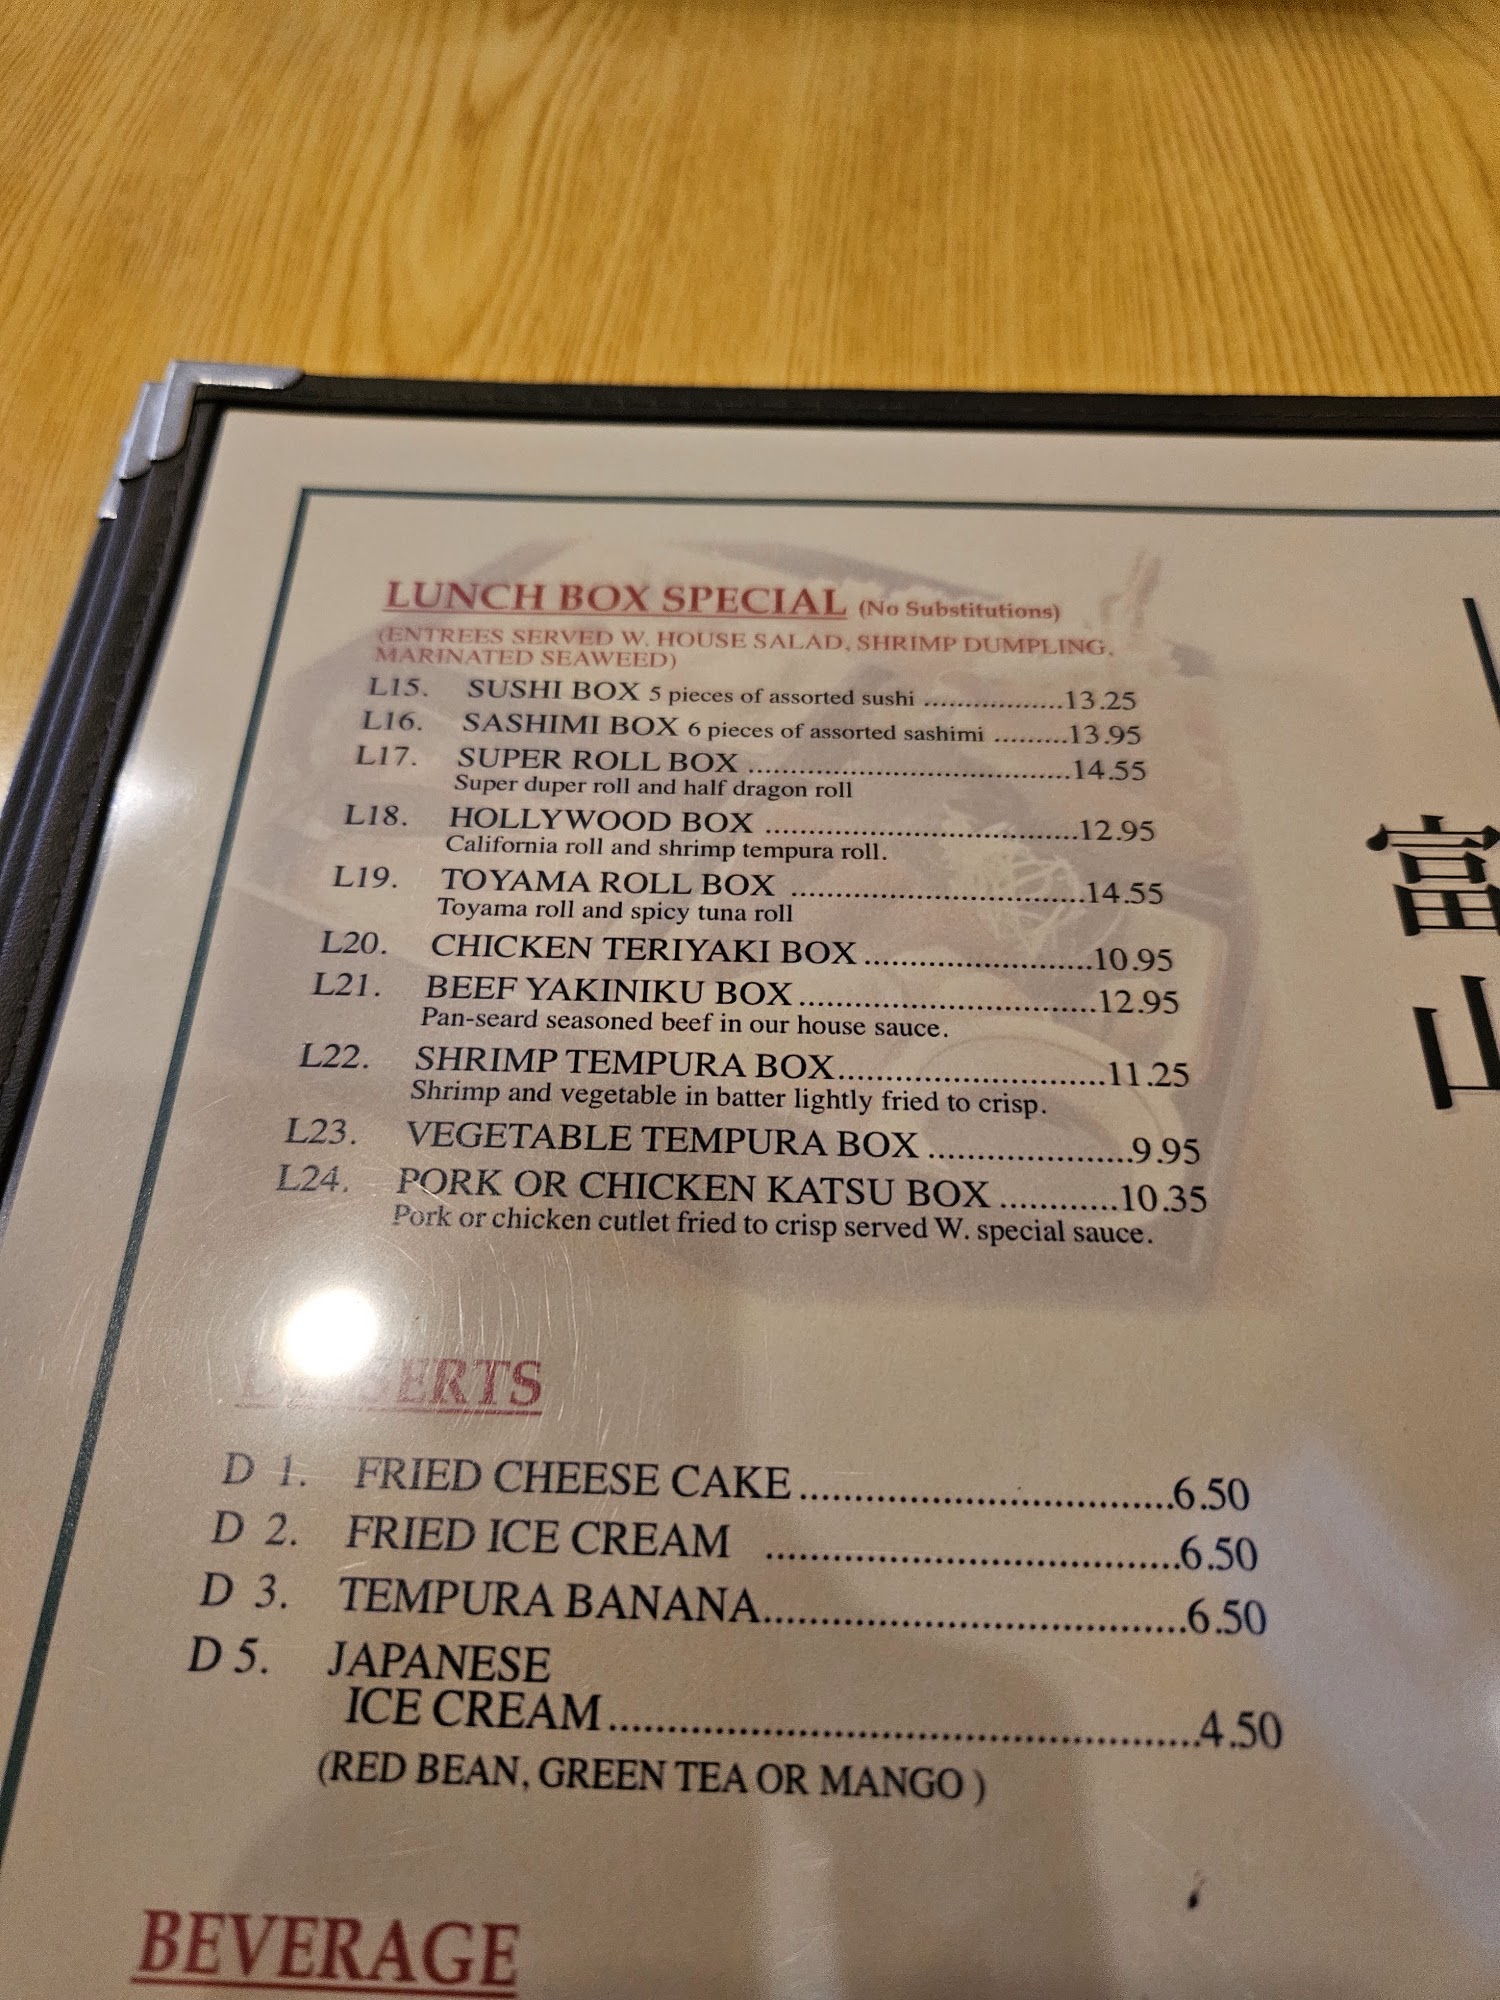 LUNCH BOX SPECIAL (No Substitutions)
(ENTREES SERVED W. HOUSE SALAD, SHRIMP DUMPLING,
MARINATED SEAWEED)
L15. SUSHI BOX 5 pieces of assorted sushi ..................13.25
L16. SASHIMI BOX 6 pieces of assorted sashimi .........13.95
L17. SUPER ROLL BOX ......................................14.55
Super duper roll and half dragon roll
L18. HOLLYWOOD BOX .....................................12.95
California roll and shrimp tempura roll.
L19. TOYAMA ROLL BOX ..................................14.55
Toyama roll and spicy tuna roll
L20. CHICKEN TERIYAKI BOX..........................10.95
L21. BEEF YAKINIKU BOX..................................12.95
Pan-seard seasoned beef in our house sauce.
L22. SHRIMP TEMPURA BOX.............................11.25
Shrimp and vegetable in batter lightly fried to crisp.
L23. VEGETABLE TEMPURA BOX .....................9.95
L24. PORK OR CHICKEN KATSU BOX ............10.35
Pork or chicken cutlet fried to crisp served W. special sauce.
DESSERTS
D 1. FRIED CHEESE CAKE....................................6.50
D 2. FRIED ICE CREAM ........................................6.50
D 3. TEMPURA BANANA.........................................6.50
D 5. JAPANESE
ICE CREAM.........................................................4.50
(RED BEAN, GREEN TEA OR MANGO )
BEVERAGE
富
山